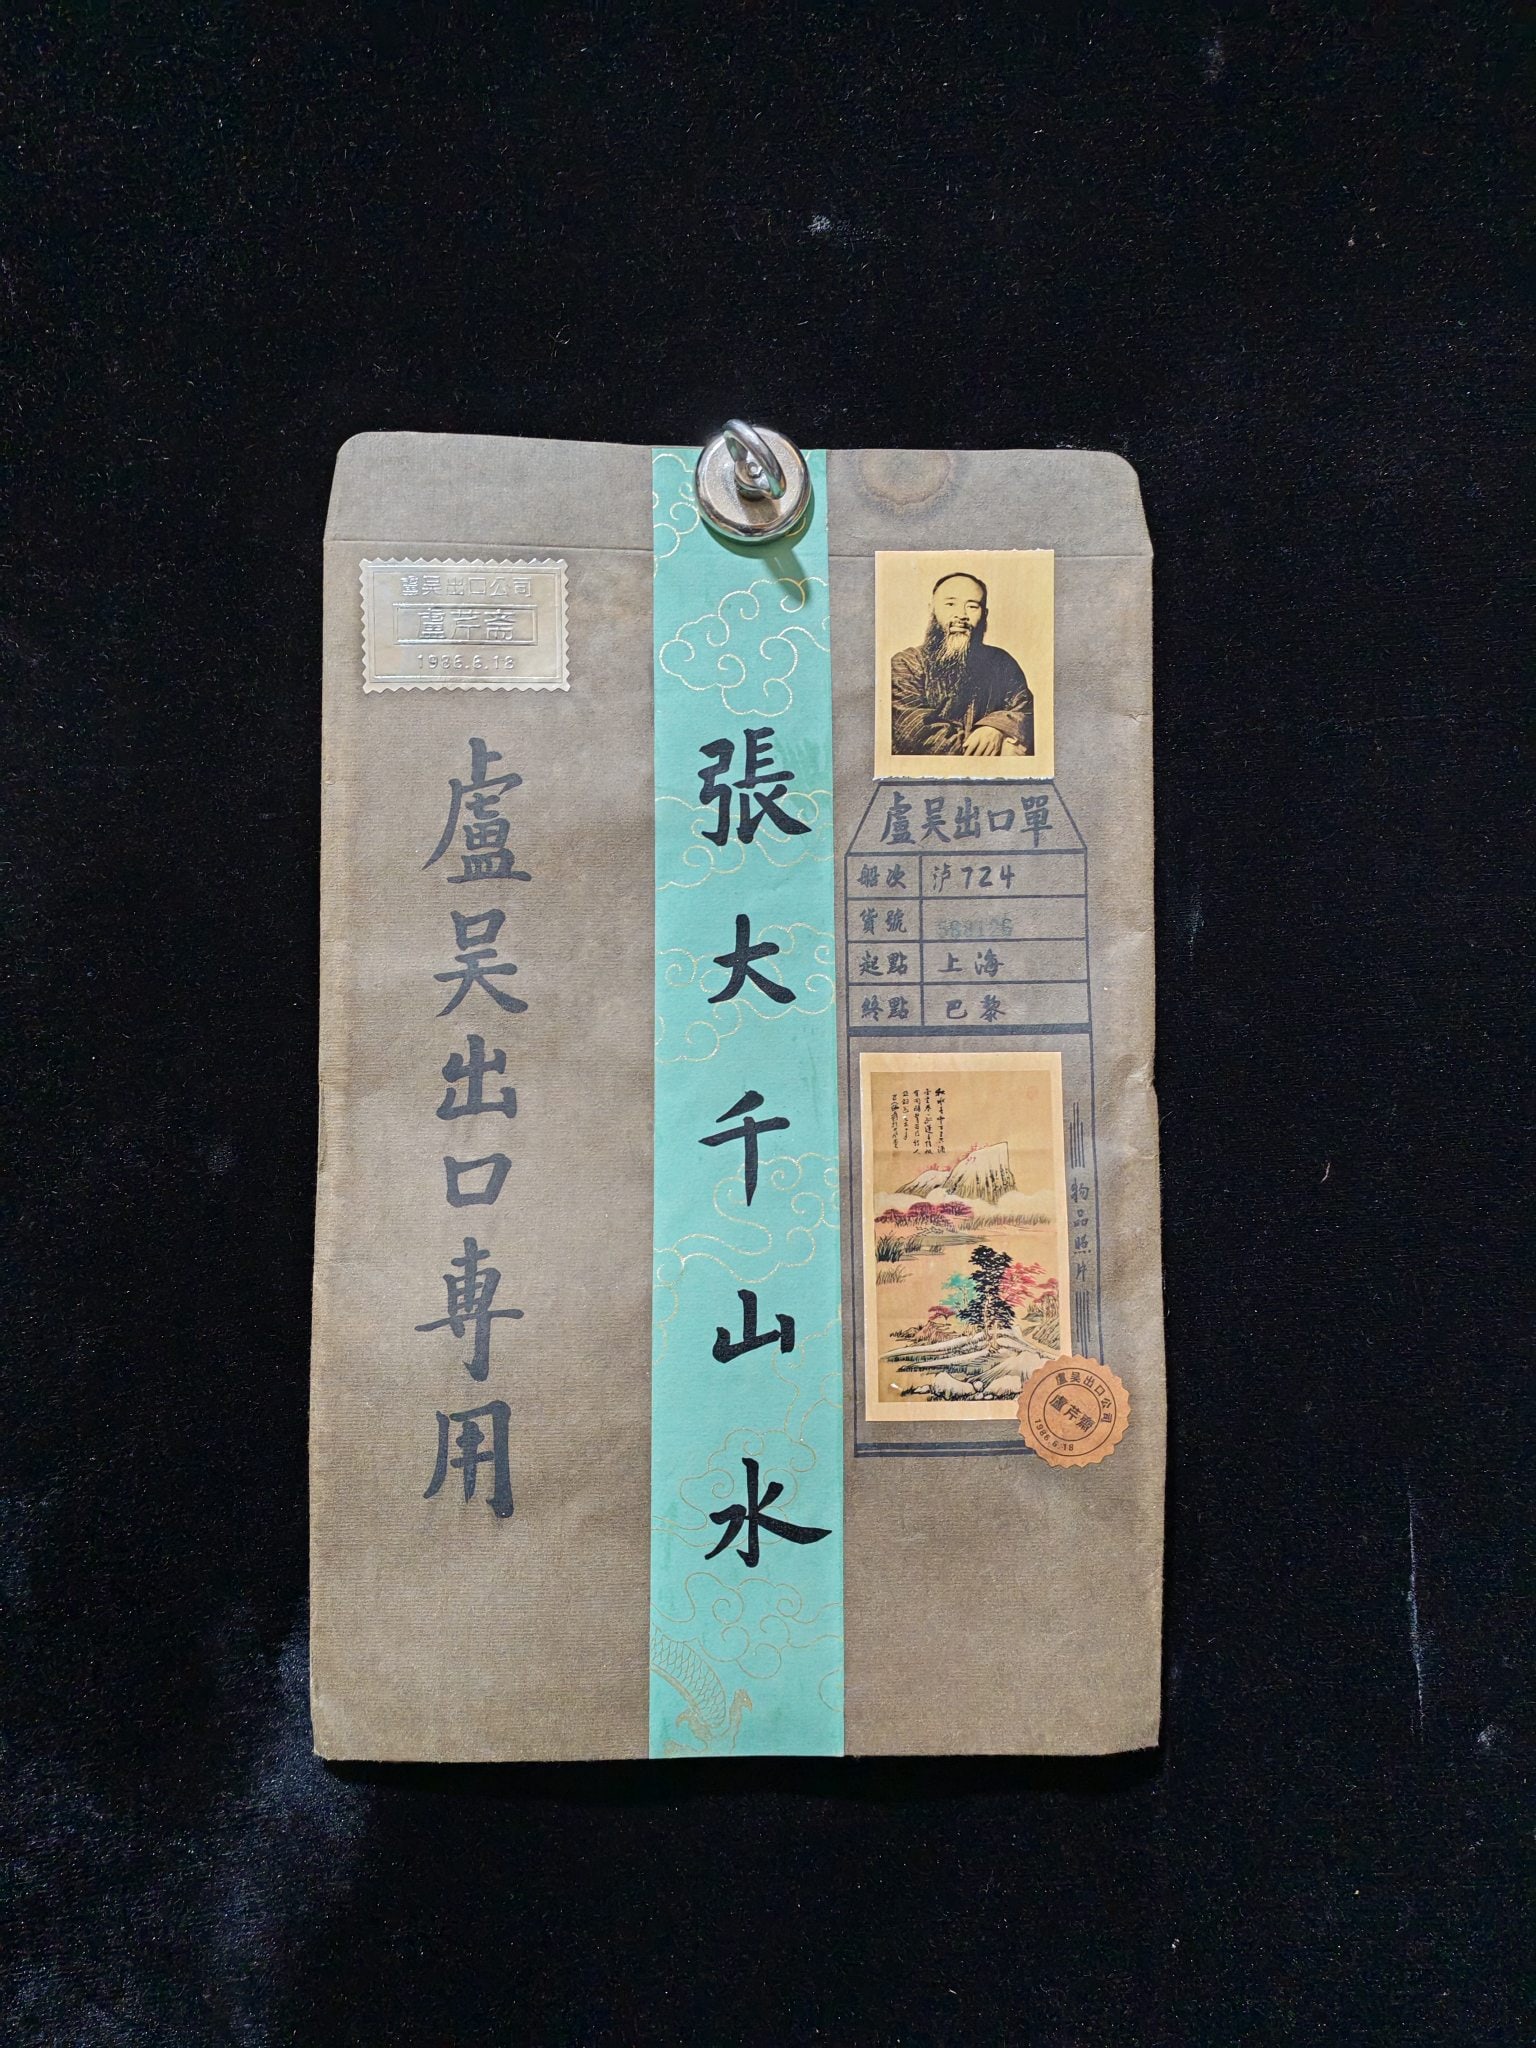 盧吴出口公司
盧芹斋
1986.6.18
盧吴出口専用
張大千山水
盧吴出口單
船次 泸724
貨號
起點 上海
終點 巴黎
物品照片
盧吴出口公司
盧芹齋
1986.6.18